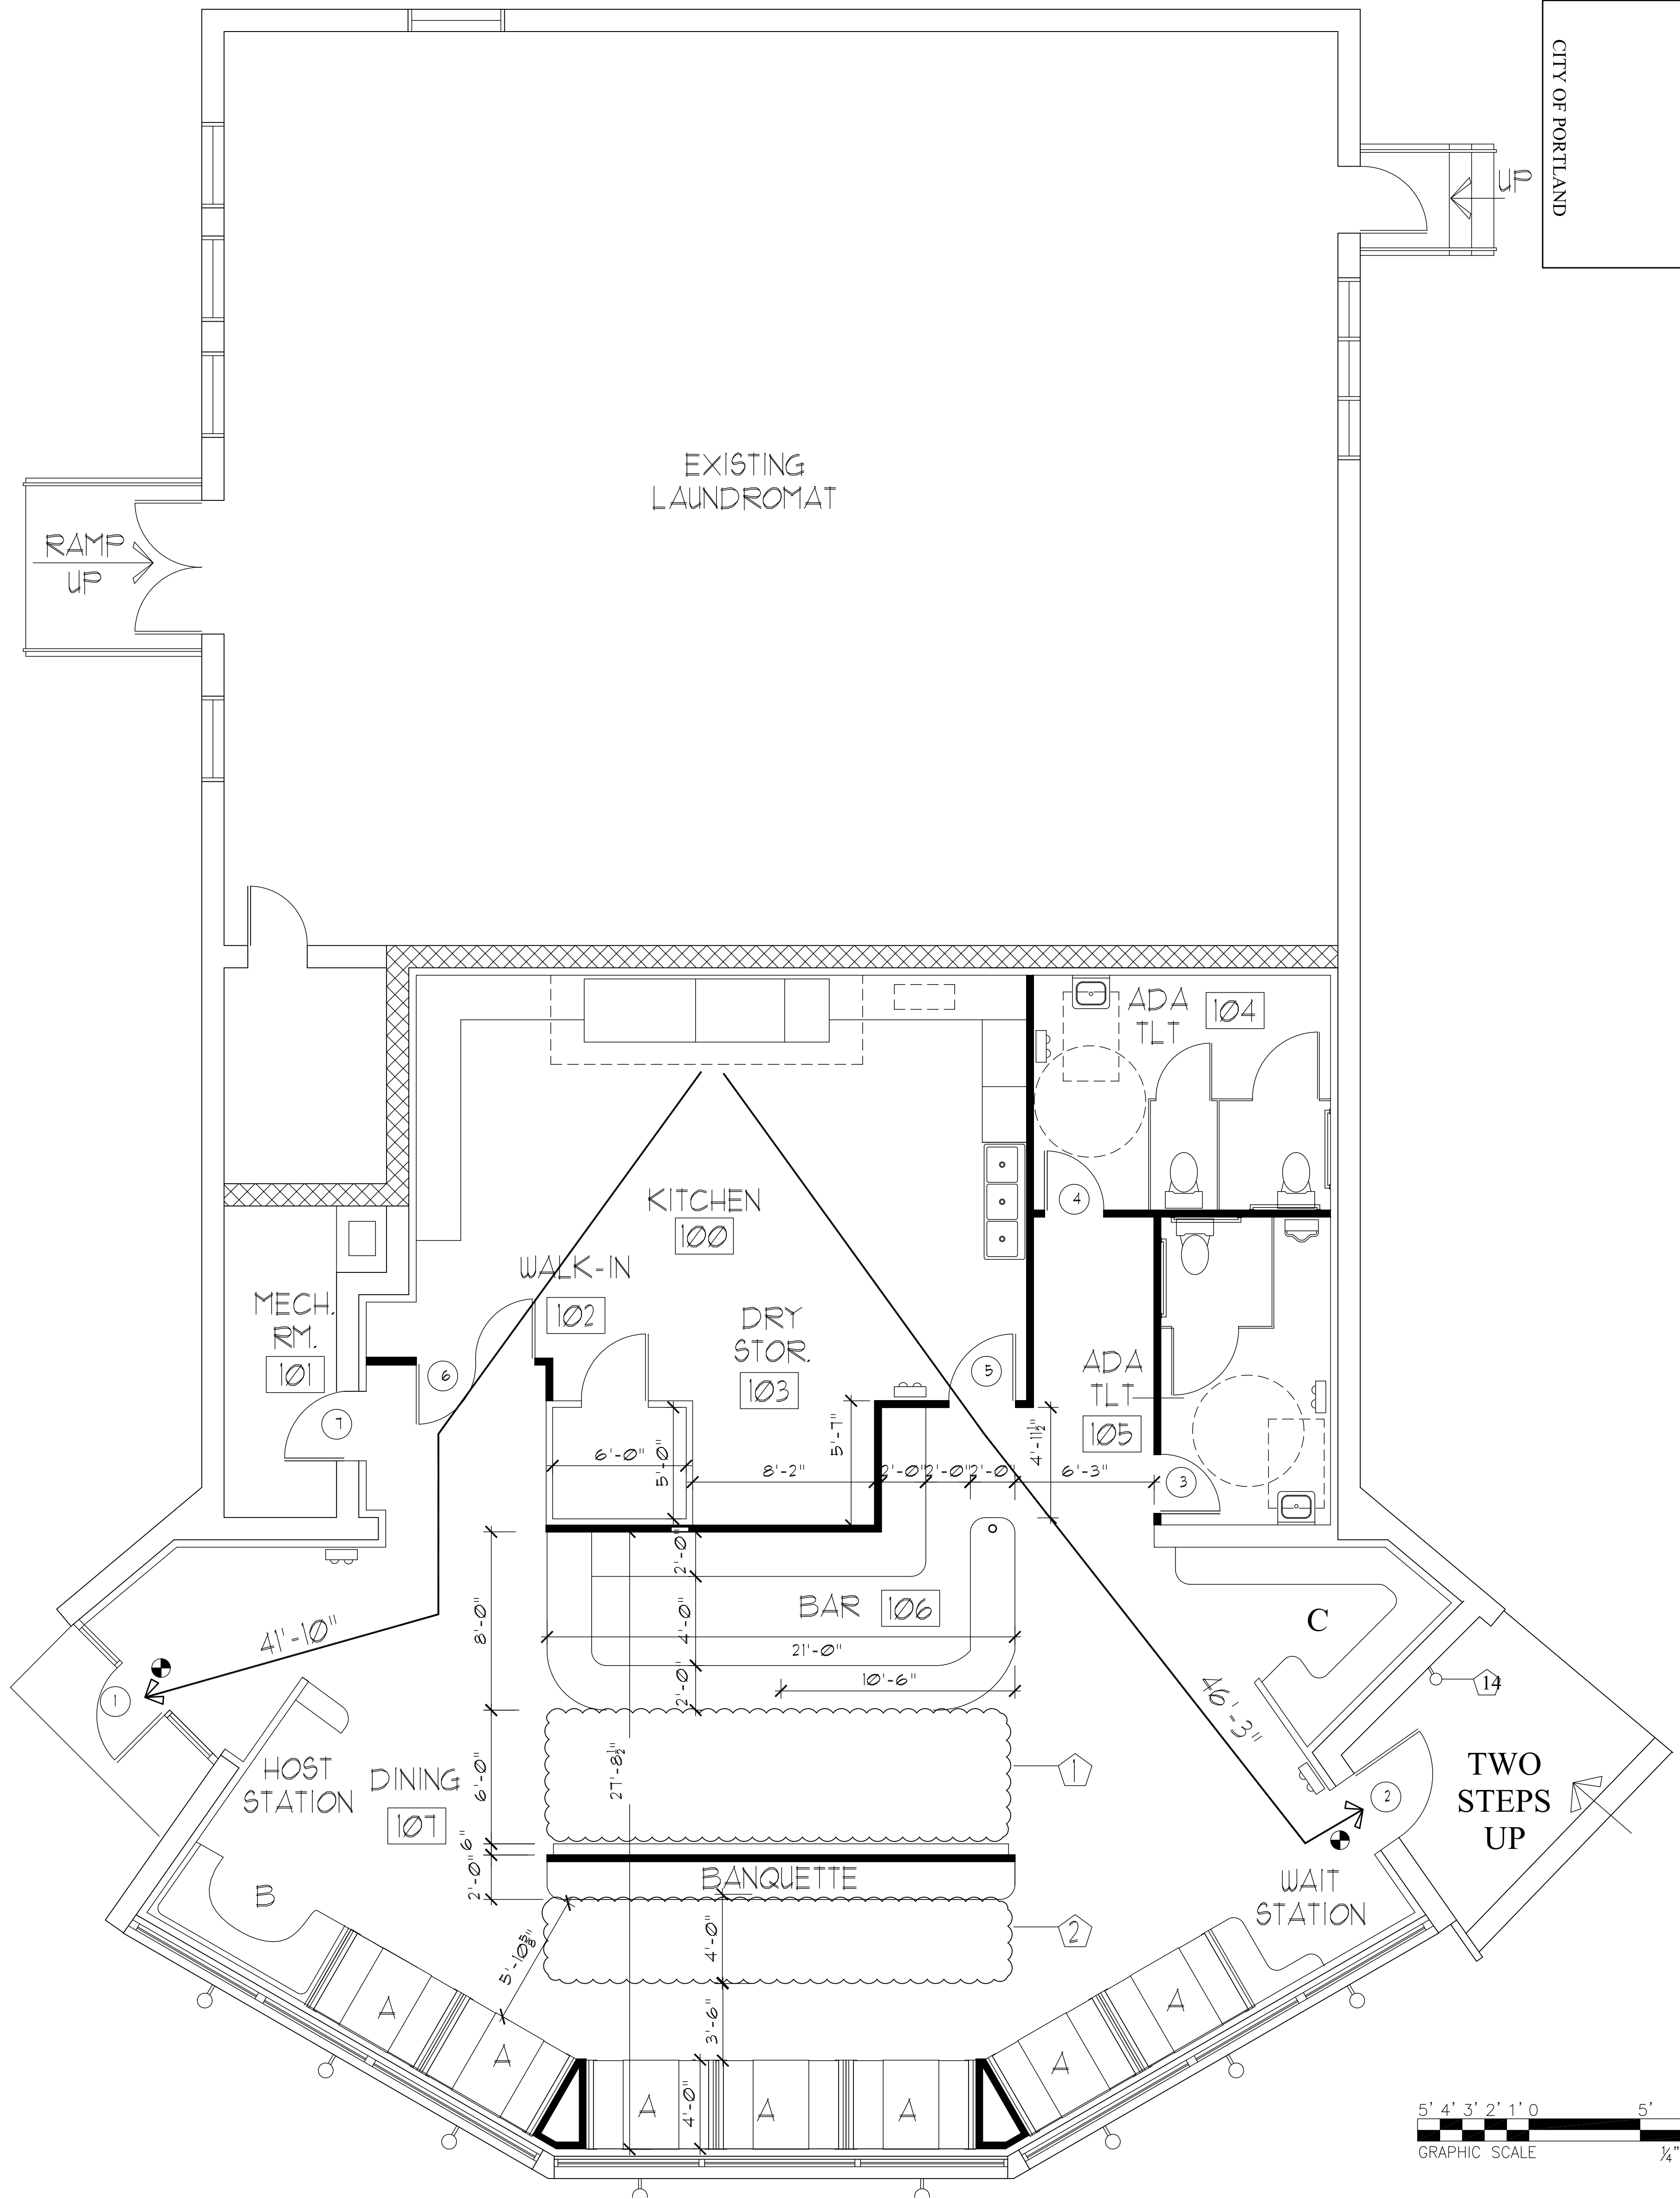 CITY OF PORTLAND
UP
EXISTING
LAUNDROMAT
RAMP
UP
ADA
TLT
104
KITCHEN
100
4
WALK-IN
102
MECH.
RM.
101
DRY
STOR.
103
ADA
TLT
105
6
5
7
3
6'-0"
5'-0"
8'-2"
5'-7"
2'-0"
2'-0"
2'-0"
4'-11½"
6'-3"
2'-0"
8'-0"
4'-0"
BAR 106
21'-0"
10'-6"
2'-0"
C
41'-10"
46'-3"
14
1
HOST
STATION
DINING
107
6'-0"
27'-8½"
1
2
TWO
STEPS
UP
6"
2'-0"
BANQUETTE
B
WAIT
STATION
2
5'-10⅝"
4'-0"
3'-6"
4'-0"
A
A
A
A
A
A
A
5' 4' 3' 2' 1' 0 5'
GRAPHIC SCALE ¼"